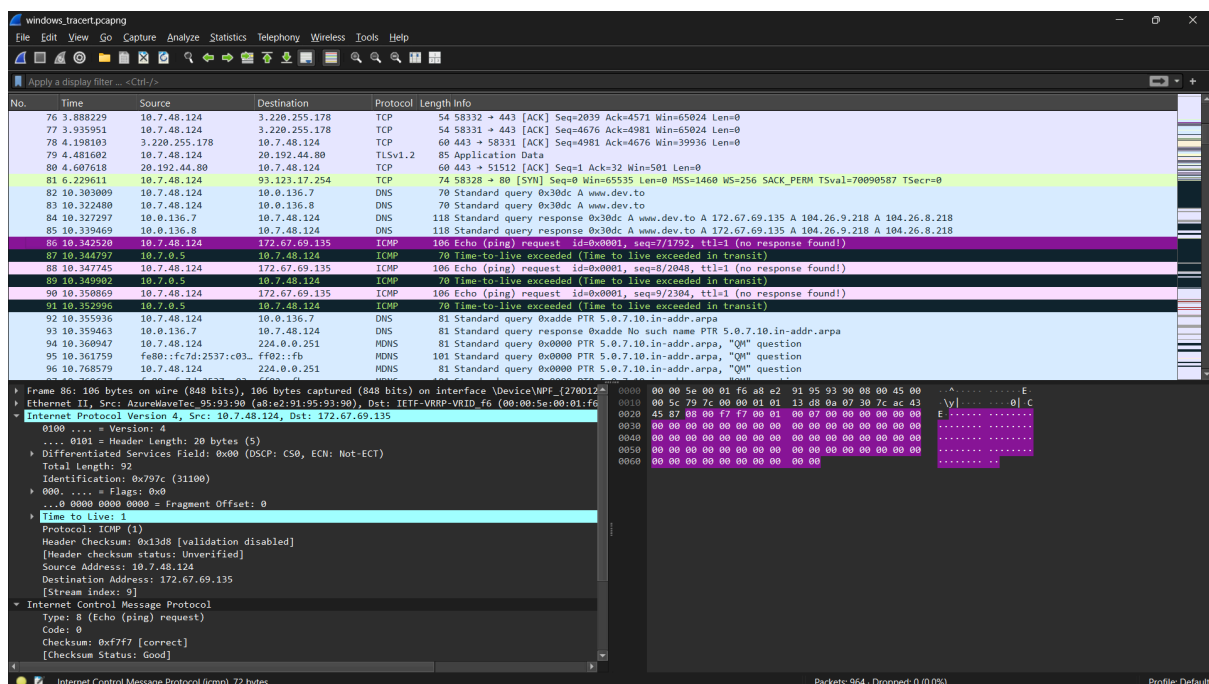 windows_tracert.pcapng
File Edit View Go Capture Analyze Statistics Telephony Wireless Tools Help
Apply a display filter ... <Ctrl-/>
No. Time Source Destination Protocol Length Info
76 3.888229 10.7.48.124 3.220.255.178 TCP 54 58332 → 443 [ACK] Seq=2039 Ack=4571 Win=65024 Len=0
77 3.935951 10.7.48.124 3.220.255.178 TCP 54 58331 → 443 [ACK] Seq=4676 Ack=4981 Win=65024 Len=0
78 4.198103 3.220.255.178 10.7.48.124 TCP 60 443 → 58331 [ACK] Seq=4981 Ack=4676 Win=39936 Len=0
79 4.481602 10.7.48.124 20.192.44.80 TLSv1.2 85 Application Data
80 4.607618 20.192.44.80 10.7.48.124 TCP 60 443 → 51512 [ACK] Seq=1 Ack=32 Win=501 Len=0
81 6.229611 10.7.48.124 93.123.17.254 TCP 74 58328 → 80 [SYN] Seq=0 Win=65535 Len=0 MSS=1460 WS=256 SACK_PERM TSval=70090587 TSecr=0
82 10.303009 10.7.48.124 10.0.136.7 DNS 70 Standard query 0x30dc A www.dev.to
83 10.322480 10.7.48.124 10.0.136.8 DNS 70 Standard query 0x30dc A www.dev.to
84 10.327297 10.0.136.7 10.7.48.124 DNS 118 Standard query response 0x30dc A www.dev.to A 172.67.69.135 A 104.26.9.218 A 104.26.8.218
85 10.339469 10.0.136.8 10.7.48.124 DNS 118 Standard query response 0x30dc A www.dev.to A 172.67.69.135 A 104.26.9.218 A 104.26.8.218
86 10.342520 10.7.48.124 172.67.69.135 ICMP 106 Echo (ping) request id=0x0001, seq=7/1792, ttl=1 (no response found!)
87 10.344797 10.7.0.5 10.7.48.124 ICMP 70 Time-to-live exceeded (Time to live exceeded in transit)
88 10.347745 10.7.48.124 172.67.69.135 ICMP 106 Echo (ping) request id=0x0001, seq=8/2048, ttl=1 (no response found!)
89 10.349902 10.7.0.5 10.7.48.124 ICMP 70 Time-to-live exceeded (Time to live exceeded in transit)
90 10.350869 10.7.48.124 172.67.69.135 ICMP 106 Echo (ping) request id=0x0001, seq=9/2304, ttl=1 (no response found!)
91 10.352996 10.7.0.5 10.7.48.124 ICMP 70 Time-to-live exceeded (Time to live exceeded in transit)
92 10.355936 10.7.48.124 10.0.136.7 DNS 81 Standard query 0xadde PTR 5.0.7.10.in-addr.arpa
93 10.359463 10.0.136.7 10.7.48.124 DNS 81 Standard query response 0xadde No such name PTR 5.0.7.10.in-addr.arpa
94 10.360947 10.7.48.124 224.0.0.251 MDNS 81 Standard query 0x0000 PTR 5.0.7.10.in-addr.arpa, "QM" question
95 10.361759 fe80::fc7d:2537:c03… ff02::fb MDNS 101 Standard query 0x0000 PTR 5.0.7.10.in-addr.arpa, "QM" question
96 10.768579 10.7.48.124 224.0.0.251 MDNS 81 Standard query 0x0000 PTR 5.0.7.10.in-addr.arpa, "QM" question
Frame 86: 106 bytes on wire (848 bits), 106 bytes captured (848 bits) on interface \Device\NPF_{270D12
Ethernet II, Src: AzureWaveTec_95:93:90 (a8:e2:91:95:93:90), Dst: IETF-VRRP-VRID_f6 (00:00:5e:00:01:f6
Internet Protocol Version 4, Src: 10.7.48.124, Dst: 172.67.69.135
0100 .... = Version: 4
.... 0101 = Header Length: 20 bytes (5)
Differentiated Services Field: 0x00 (DSCP: CS0, ECN: Not-ECT)
Total Length: 92
Identification: 0x797c (31100)
000. .... = Flags: 0x0
...0 0000 0000 0000 = Fragment Offset: 0
Time to Live: 1
Protocol: ICMP (1)
Header Checksum: 0x13d8 [validation disabled]
[Header checksum status: Unverified]
Source Address: 10.7.48.124
Destination Address: 172.67.69.135
[Stream index: 9]
Internet Control Message Protocol
Type: 8 (Echo (ping) request)
Code: 0
Checksum: 0xf7f7 [correct]
[Checksum Status: Good]
0000 00 00 5e 00 01 f6 a8 e2 91 95 93 90 08 00 45 00 ··^····· ······E·
0010 00 5c 79 7c 00 00 01 01 13 d8 0a 07 30 7c ac 43 ·\y|···· ····0|·C
0020 45 87 08 00 f7 f7 00 01 00 07 00 00 00 00 00 00 E······· ········
0030 00 00 00 00 00 00 00 00 00 00 00 00 00 00 00 00 ········ ········
0040 00 00 00 00 00 00 00 00 00 00 00 00 00 00 00 00 ········ ········
0050 00 00 00 00 00 00 00 00 00 00 00 00 00 00 00 00 ········ ········
0060 00 00 00 00 00 00 00 00 00 00 ········ ··
Internet Control Message Protocol (icmp), 72 bytes
Packets: 964 · Dropped: 0 (0.0%)
Profile: Default